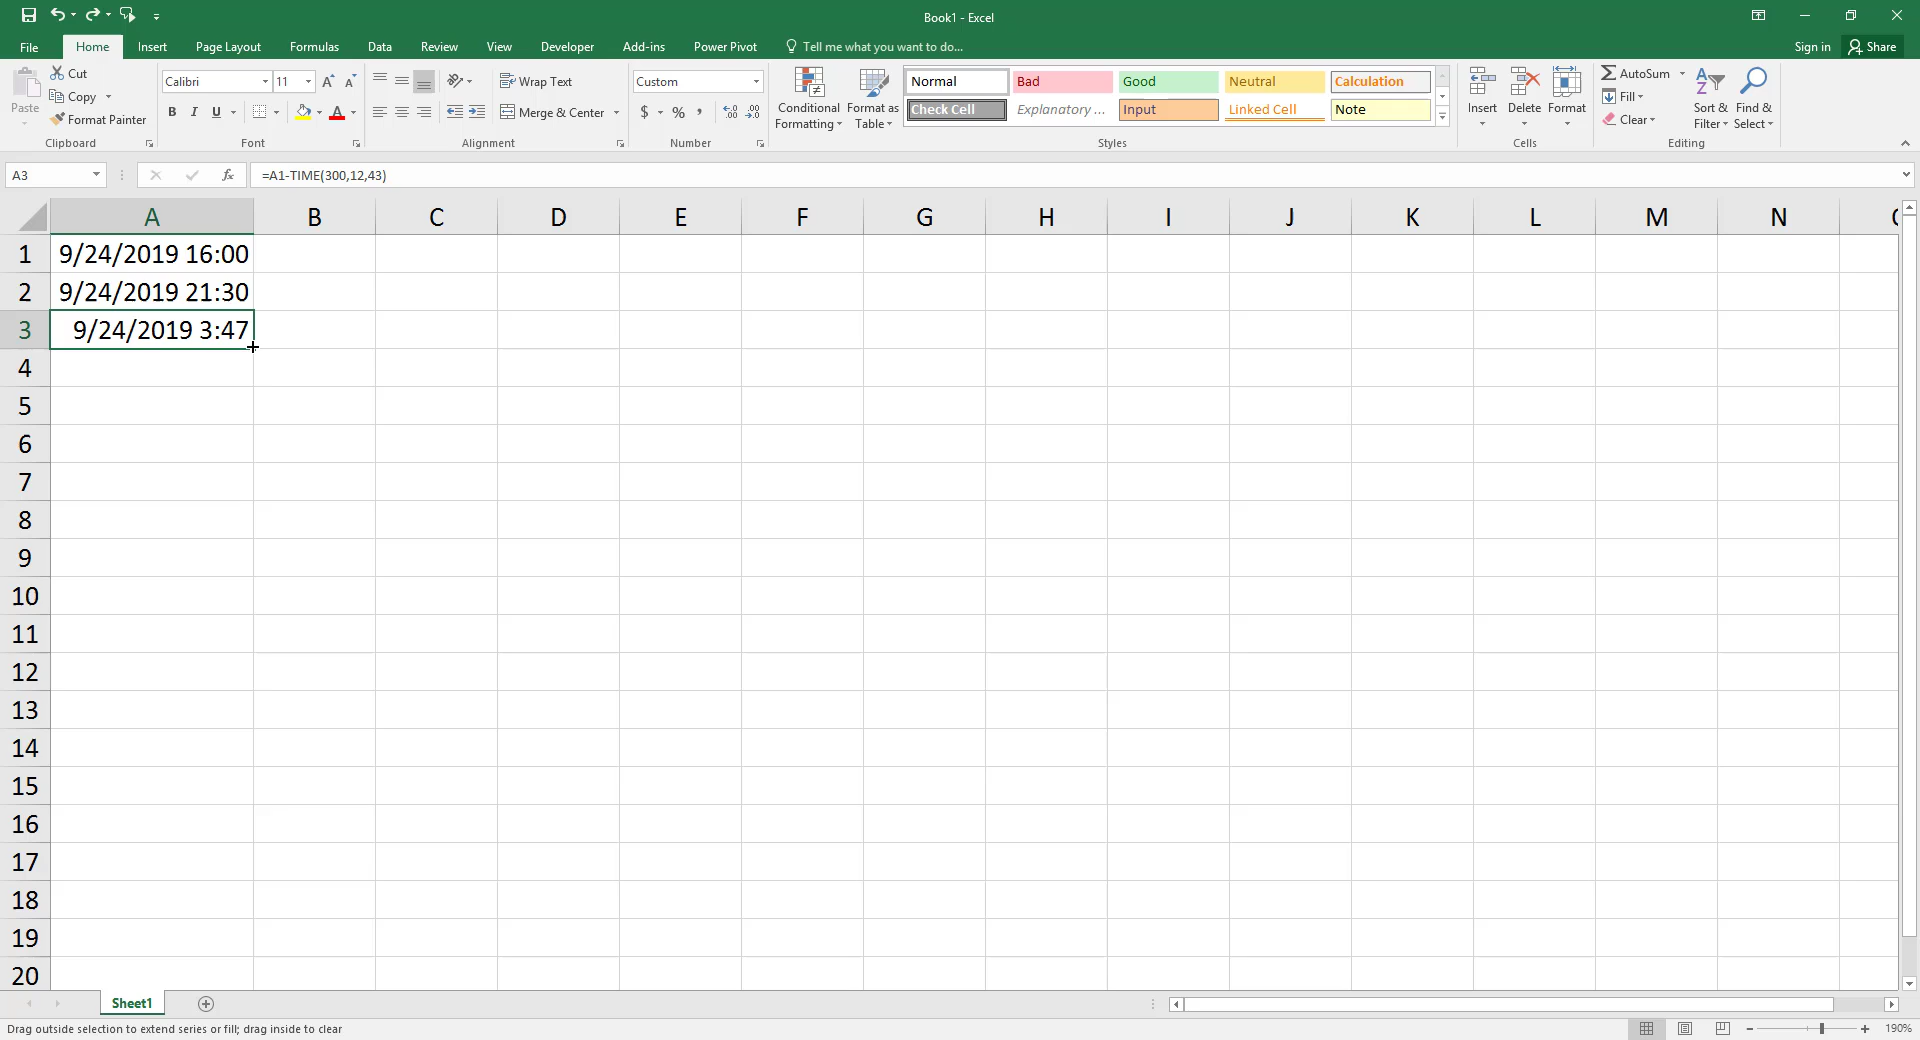 Book1 - Excel
File Home Insert Page Layout Formulas Data Review View Developer Add-ins Power Pivot Tell me what you want to do... Sign in Share
Paste Cut
Copy
Format Painter
Clipboard
Calibri 11
B I U
Font
Wrap Text
Merge & Center
Alignment
Custom
$ % ,
Number
Conditional Formatting
Format as Table
Normal Bad Good Neutral Calculation
Check Cell Explanatory ... Input Linked Cell Note
Styles
Insert Delete Format
Cells
AutoSum
Fill
Clear
Sort & Filter
Find & Select
Editing
A3 fx =A1-TIME(300,12,43)
A B C D E F G H I J K L M N
1 9/24/2019 16:00
2 9/24/2019 21:30
3 9/24/2019 3:47
4
5
6
7
8
9
10
11
12
13
14
15
16
17
18
19
20
Sheet1
Drag outside selection to extend series or fill; drag inside to clear
190%